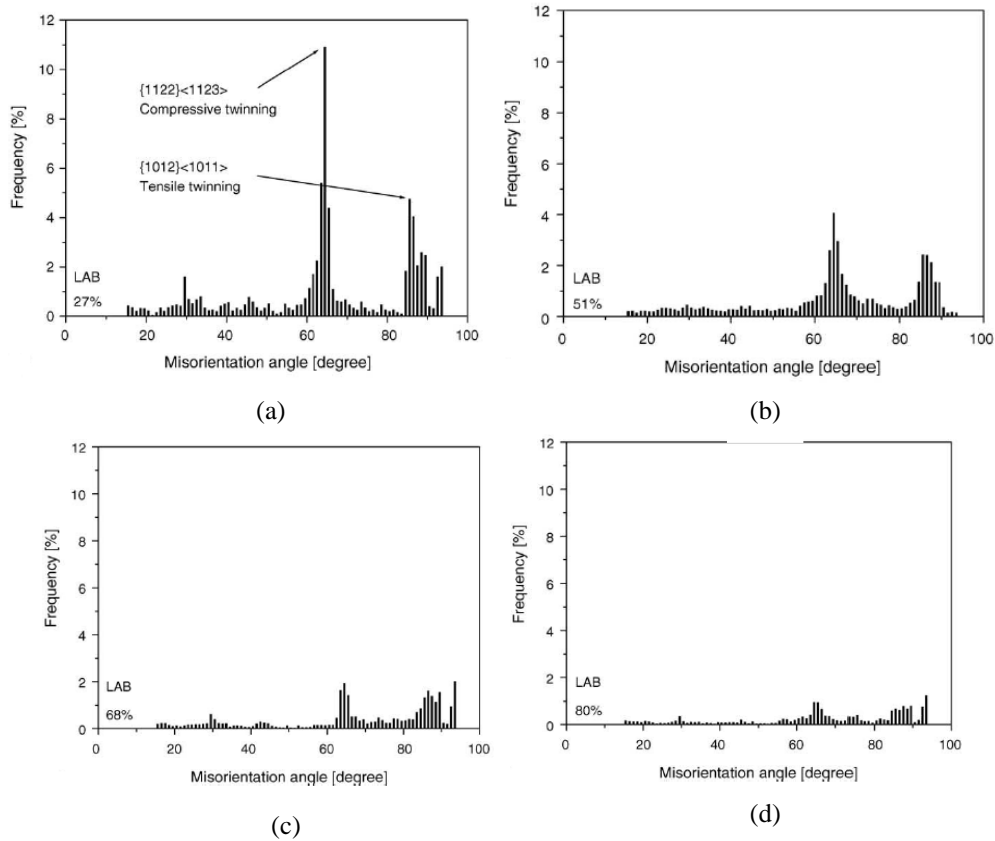 12
10
8
6
4
2
0
Frequency [%]
{1122}<1123>
Compressive twinning
{1012}<1011>
Tensile twinning
LAB
27%
0 20 40 60 80 100
Misorientation angle [degree]
(a)
12
10
8
6
4
2
0
Frequency [%]
LAB
51%
0 20 40 60 80 100
Misorientation angle [degree]
(b)
12
10
8
6
4
2
0
Frequency [%]
LAB
68%
0 20 40 60 80 100
Misorientation angle [degree]
(c)
12
10
8
6
4
2
0
Frequency [%]
LAB
80%
0 20 40 60 80 100
Misorientation angle [degree]
(d)